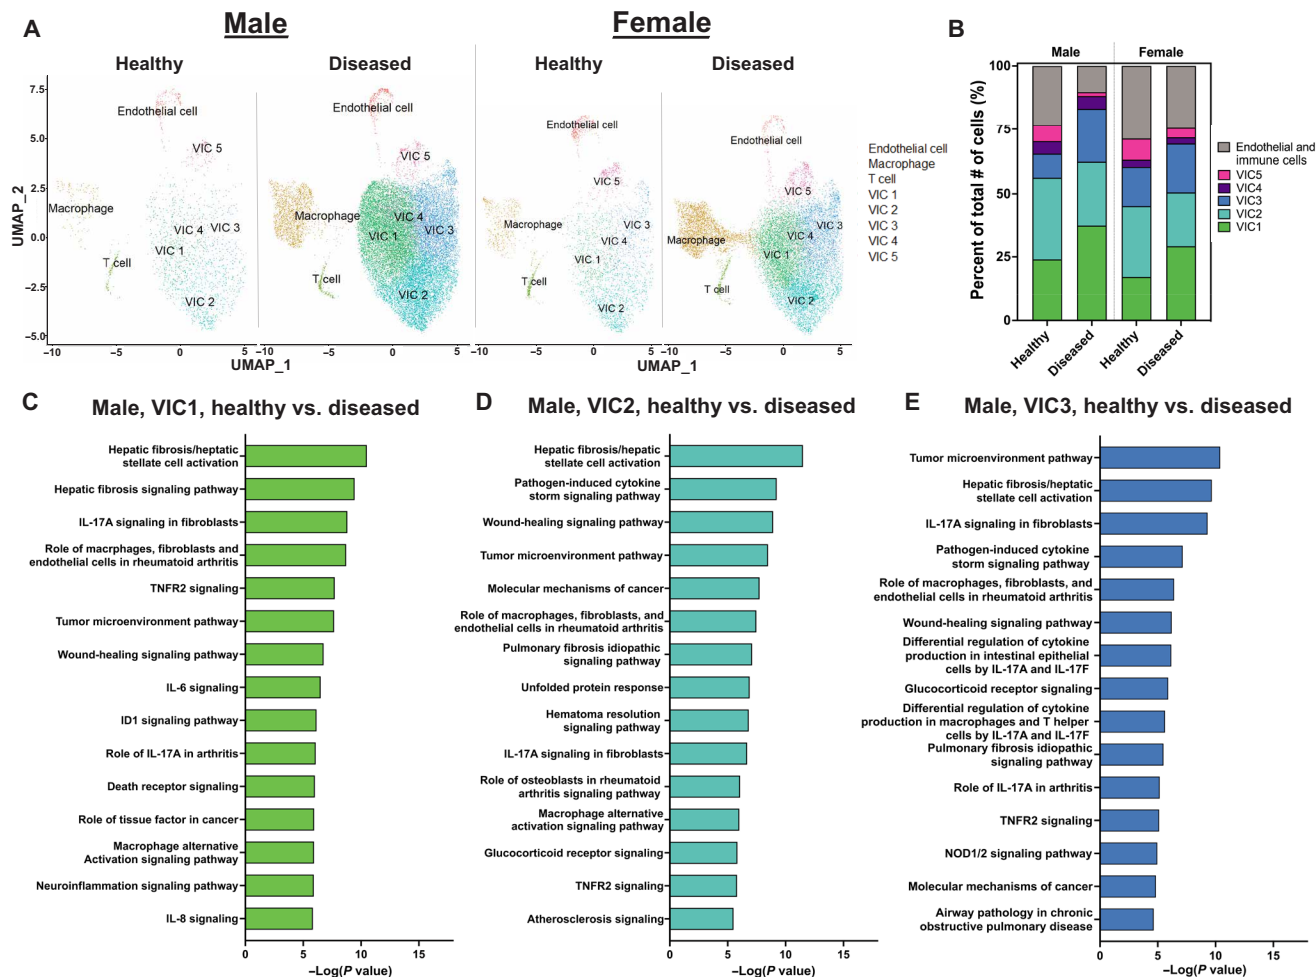 A
Male
Female
Healthy
Diseased
Healthy
Diseased
UMAP_2
7.5
5.0
2.5
0.0
−2.5
−5.0
Endothelial cell
VIC 5
Macrophage
VIC 4
VIC 3
VIC 1
T cell
VIC 2
Endothelial cell
VIC 5
Macrophage
VIC 4
VIC 1
VIC 3
T cell
VIC 2
Endothelial cell
VIC 5
Macrophage
VIC 3
VIC 4
VIC 1
T cell
VIC 2
Endothelial cell
VIC 5
Macrophage
VIC 3
VIC 4
VIC 1
T cell
VIC 2
−10 −5 0 5
−10 −5 0 5
−10 −5 0 5
−10 −5 0 5
UMAP_1
UMAP_1
Endothelial cell
Macrophage
T cell
VIC 1
VIC 2
VIC 3
VIC 4
VIC 5
B
Male
Female
Percent of total # of cells (%)
100
75
50
25
0
Healthy
Diseased
Healthy
Diseased
Endothelial and
immune cells
VIC5
VIC4
VIC3
VIC2
VIC1
C
Male, VIC1, healthy vs. diseased
Hepatic fibrosis/heptatic
stellate cell activation
Hepatic fibrosis signaling pathway
IL-17A signaling in fibroblasts
Role of macrphages, fibroblasts and
endothelial cells in rheumatoid arthritis
TNFR2 signaling
Tumor microenvironment pathway
Wound-healing signaling pathway
IL-6 signaling
ID1 signaling pathway
Role of IL-17A in arthritis
Death receptor signaling
Role of tissue factor in cancer
Macrophage alternative
Activation signaling pathway
Neuroinflammation signaling pathway
IL-8 signaling
0 5 10 15
−Log(P value)
D
Male, VIC2, healthy vs. diseased
Hepatic fibrosis/hephatic
stellate cell activation
Pathogen-induced cytokine
storm signaling pathway
Wound-healing signaling pathway
Tumor microenvironment pathway
Molecular mechanisms of cancer
Role of macrophages, fibroblasts, and
endothelial cells in rheumatoid arthritis
Pulmonary fibrosis idiopathic
signaling pathway
Unfolded protein response
Hematoma resolution
signaling pathway
IL-17A signaling in fibroblasts
Role of osteoblasts in rheumatoid
arthritis signaling pathway
Macrophage alternative
activation signaling pathway
Glucocorticoid receptor signaling
TNFR2 signaling
Atherosclerosis signaling
0 5 10 15
−Log(P value)
E
Male, VIC3, healthy vs. diseased
Tumor microenvironment pathway
Hepatic fibrosis/heptatic
stellate cell activation
IL-17A signaling in fibroblasts
Pathogen-induced cytokine
storm signaling pathway
Role of macrophages, fibroblasts, and
endothelial cells in rheumatoid arthritis
Wound-healing signaling pathway
Differential regulation of cytokine
production in intestinal epithelial
cells by IL-17A and IL-17F
Glucocorticoid receptor signaling
Differential regulation of cytokine
production in macrophages and T helper
cells by IL-17A and IL-17F
Pulmonary fibrosis idiopathic
signaling pathway
Role of IL-17A in arthritis
TNFR2 signaling
NOD1/2 signaling pathway
Molecular mechanisms of cancer
Airway pathology in chronic
obstructive pulmonary disease
0 5 10 15
−Log(P value)